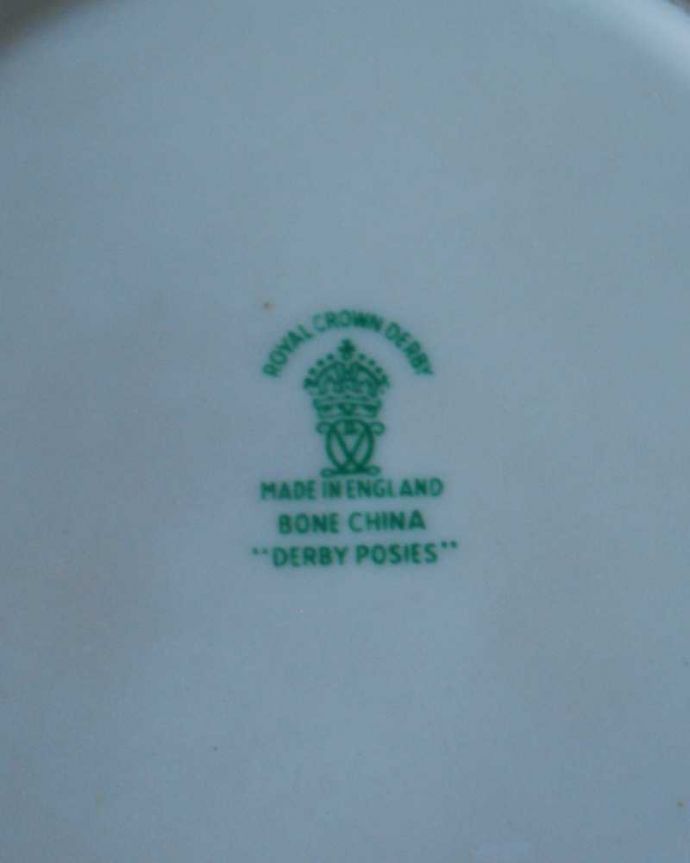 ROYAL CROWN DERBY
MADE IN ENGLAND
BONE CHINA
"DERBY POSIES"